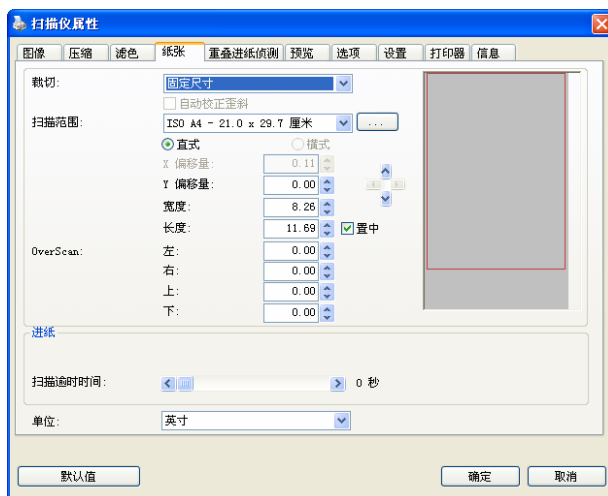 扫描仪属性
图像 压缩 滤色 纸张 重叠进纸侦测 预览 选项 设置 打印器 信息
裁切: 固定尺寸
自动校正歪斜
扫描范围: ISO A4 - 21.0 x 29.7 厘米 ...
直式 横式
X 偏移量: 0.11
Y 偏移量: 0.00
宽度: 8.26
长度: 11.69 置中
OverScan: 左: 0.00
右: 0.00
上: 0.00
下: 0.00
进纸
扫描逾时时间: 0 秒
单位: 英寸
默认值 确定 取消